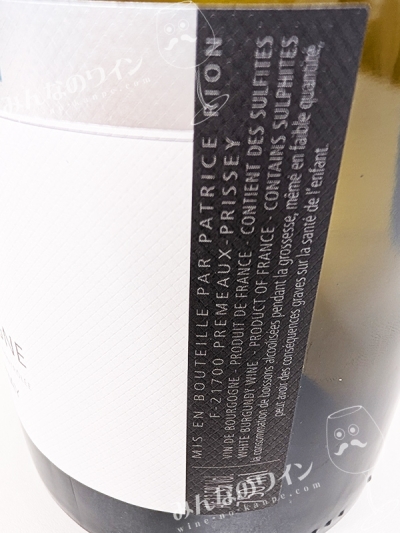 MIS EN BOUTEILLE PAR PATRICE RION
F-21700 PREMEAUX-PRISSEY
VIN DE BOURGOGNE - PRODUIT DE FRANCE - CONTIENT DES SULFITES
WHITE BURGUNDY WINE - PRODUCT OF FRANCE - CONTAINS SULPHITES
la consommation de boissons alcoolisées pendant la grossesse, même en faible quantité,
peut avoir des conséquences graves sur la santé de l'enfant.
NE
みんなのワイン
みんなのワイン
wine-no-kanpe.com